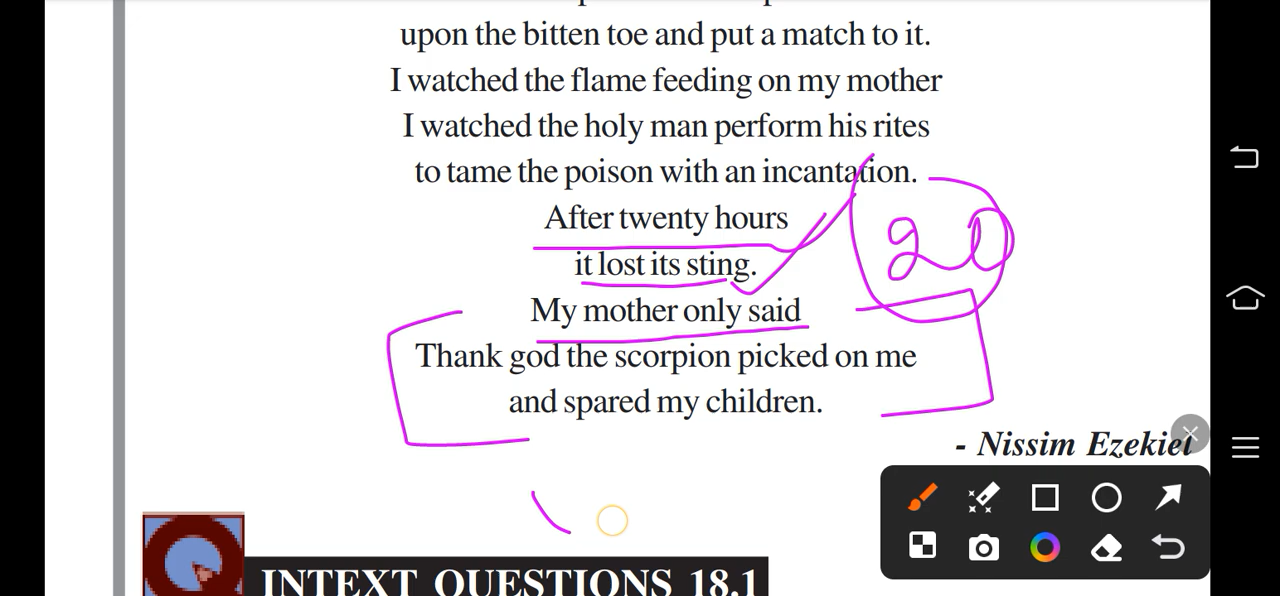 upon the bitten toe and put a match to it.
I watched the flame feeding on my mother
I watched the holy man perform his rites
to tame the poison with an incantation.
After twenty hours
it lost its sting.
20
My mother only said
Thank god the scorpion picked on me
and spared my children.
- Nissim Ezekiel
INTEXT QUESTIONS 18.1